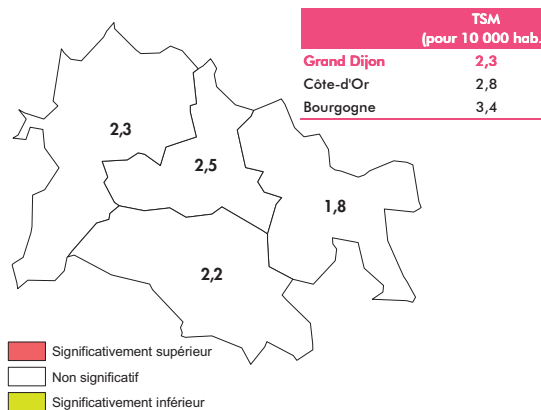 TSM
(pour 10 000 hab.
Grand Dijon 2,3
Côte-d'Or 2,8
Bourgogne 3,4
2,3
2,5
1,8
2,2
Significativement supérieur
Non significatif
Significativement inférieur